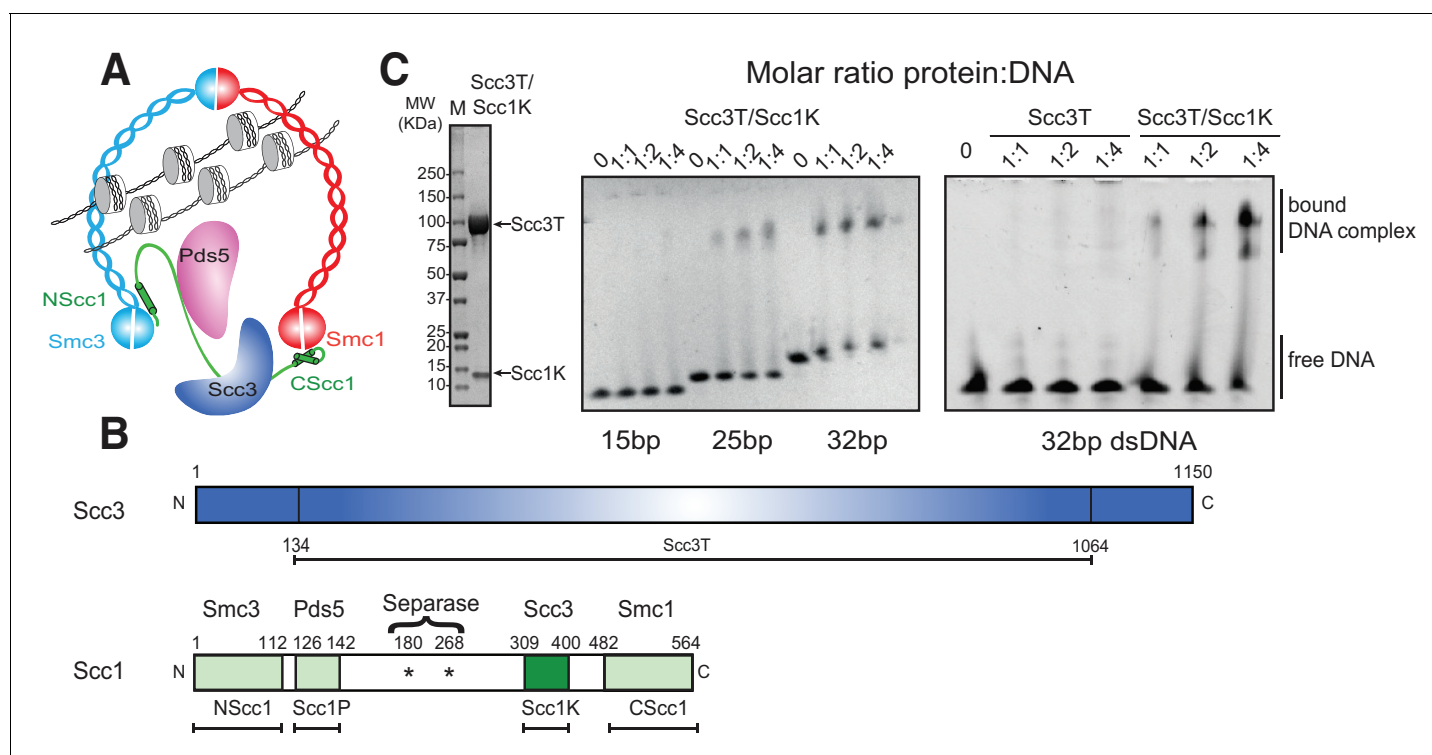 A
Pds5
NScc1
Smc3
Smc1
Scc3
CScc1
C
Scc3T/
Scc1K
MW
(KDa)
M
250
150
100
75
50
37
25
20
15
10
Scc3T
Scc1K
Molar ratio protein:DNA
Scc3T/Scc1K
0 1:1 1:2 1:4 0 1:1 1:2 1:4 0 1:1 1:2 1:4
15bp 25bp 32bp
Scc3T Scc3T/Scc1K
0 1:1 1:2 1:4 1:1 1:2 1:4
bound
DNA complex
free DNA
32bp dsDNA
B
1 1150
Scc3 N C
134 Scc3T 1064
Smc3 Pds5 Separase Scc3 Smc1
1 112 126 142 180 268 309 400 482 564
Scc1 N * * C
NScc1 Scc1P Scc1K CScc1